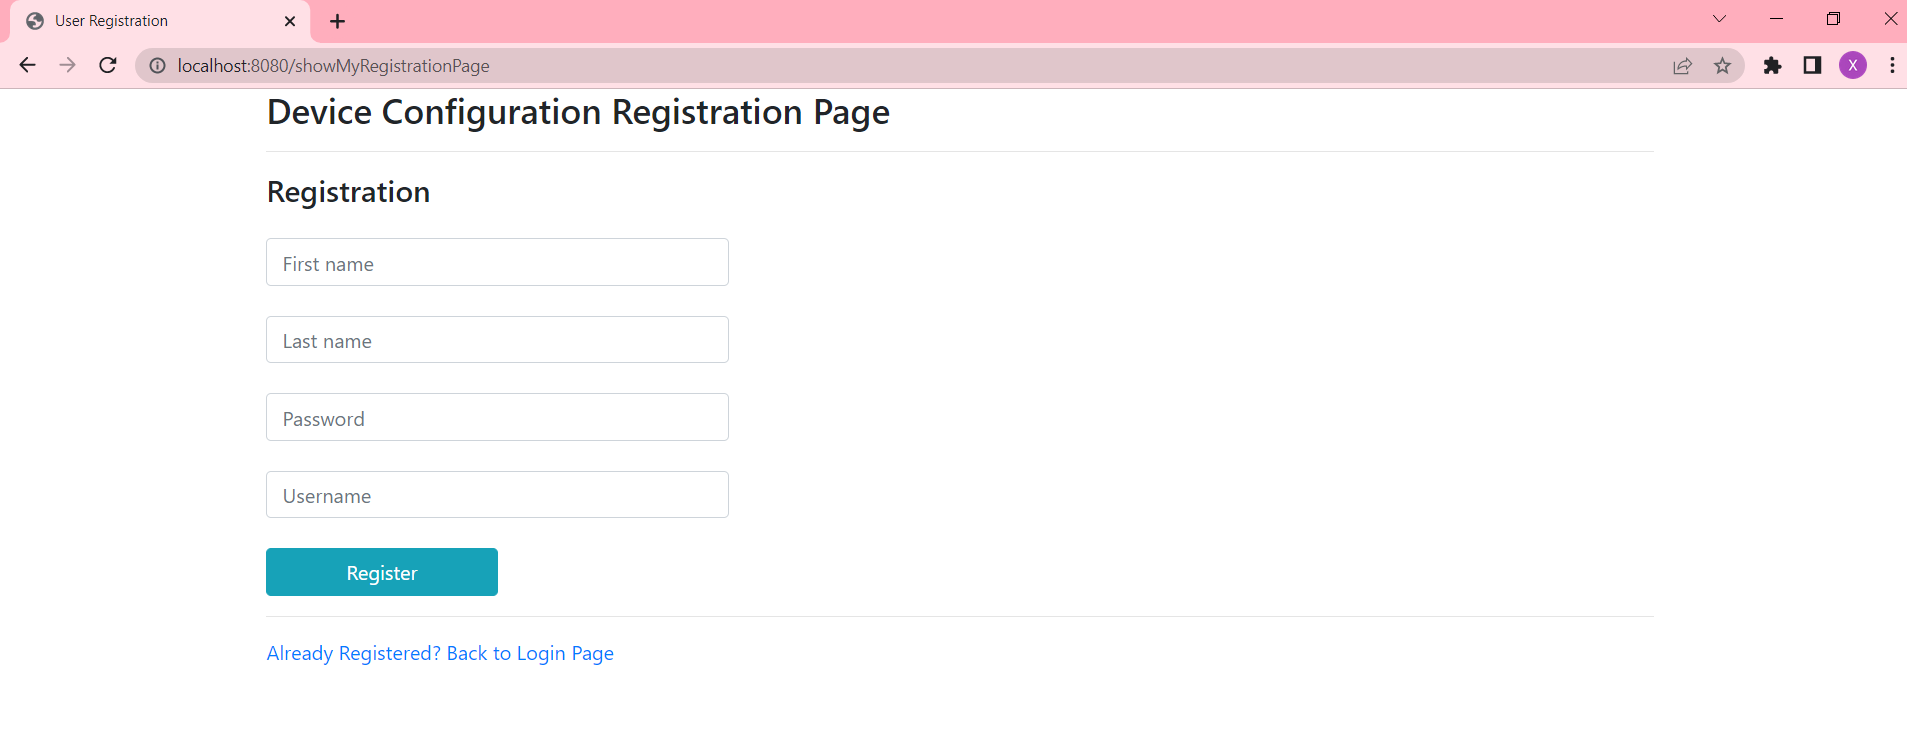 User Registration
localhost:8080/showMyRegistrationPage
X
Device Configuration Registration Page
Registration
First name
Last name
Password
Username
Register
Already Registered? Back to Login Page